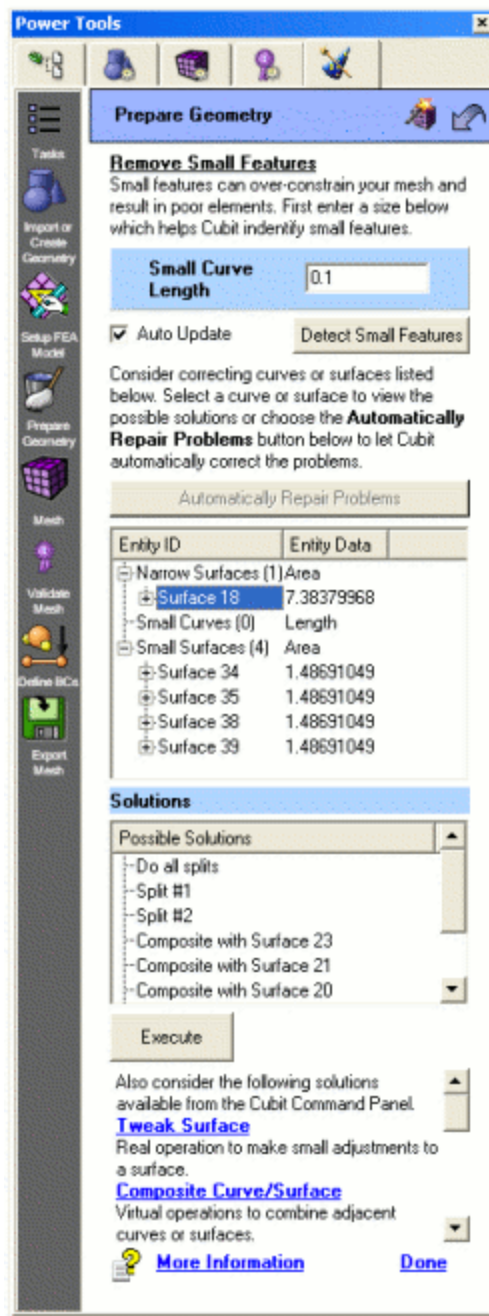 Power Tools
Prepare Geometry
Tasks
Import or
Create
Geometry
Setup FEA
Model
Prepare
Geometry
Mesh
Validate
Mesh
Define BCs
Export
Mesh
Remove Small Features
Small features can over-constrain your mesh and
result in poor elements. First enter a size below
which helps Cubit indentify small features.
Small Curve
Length
0.1
Auto Update
Detect Small Features
Consider correcting curves or surfaces listed
below. Select a curve or surface to view the
possible solutions or choose the Automatically
Repair Problems button below to let Cubit
automatically correct the problems.
Automatically Repair Problems
Entity ID Entity Data
Narrow Surfaces (1) Area
Surface 18 7.38379968
Small Curves (0) Length
Small Surfaces (4) Area
Surface 34 1.48691049
Surface 35 1.48691049
Surface 38 1.48691049
Surface 39 1.48691049
Solutions
Possible Solutions
Do all splits
Split #1
Split #2
Composite with Surface 23
Composite with Surface 21
Composite with Surface 20
Execute
Also consider the following solutions
available from the Cubit Command Panel.
Tweak Surface
Real operation to make small adjustments to
a surface.
Composite Curve/Surface
Virtual operations to combine adjacent
curves or surfaces.
More Information Done